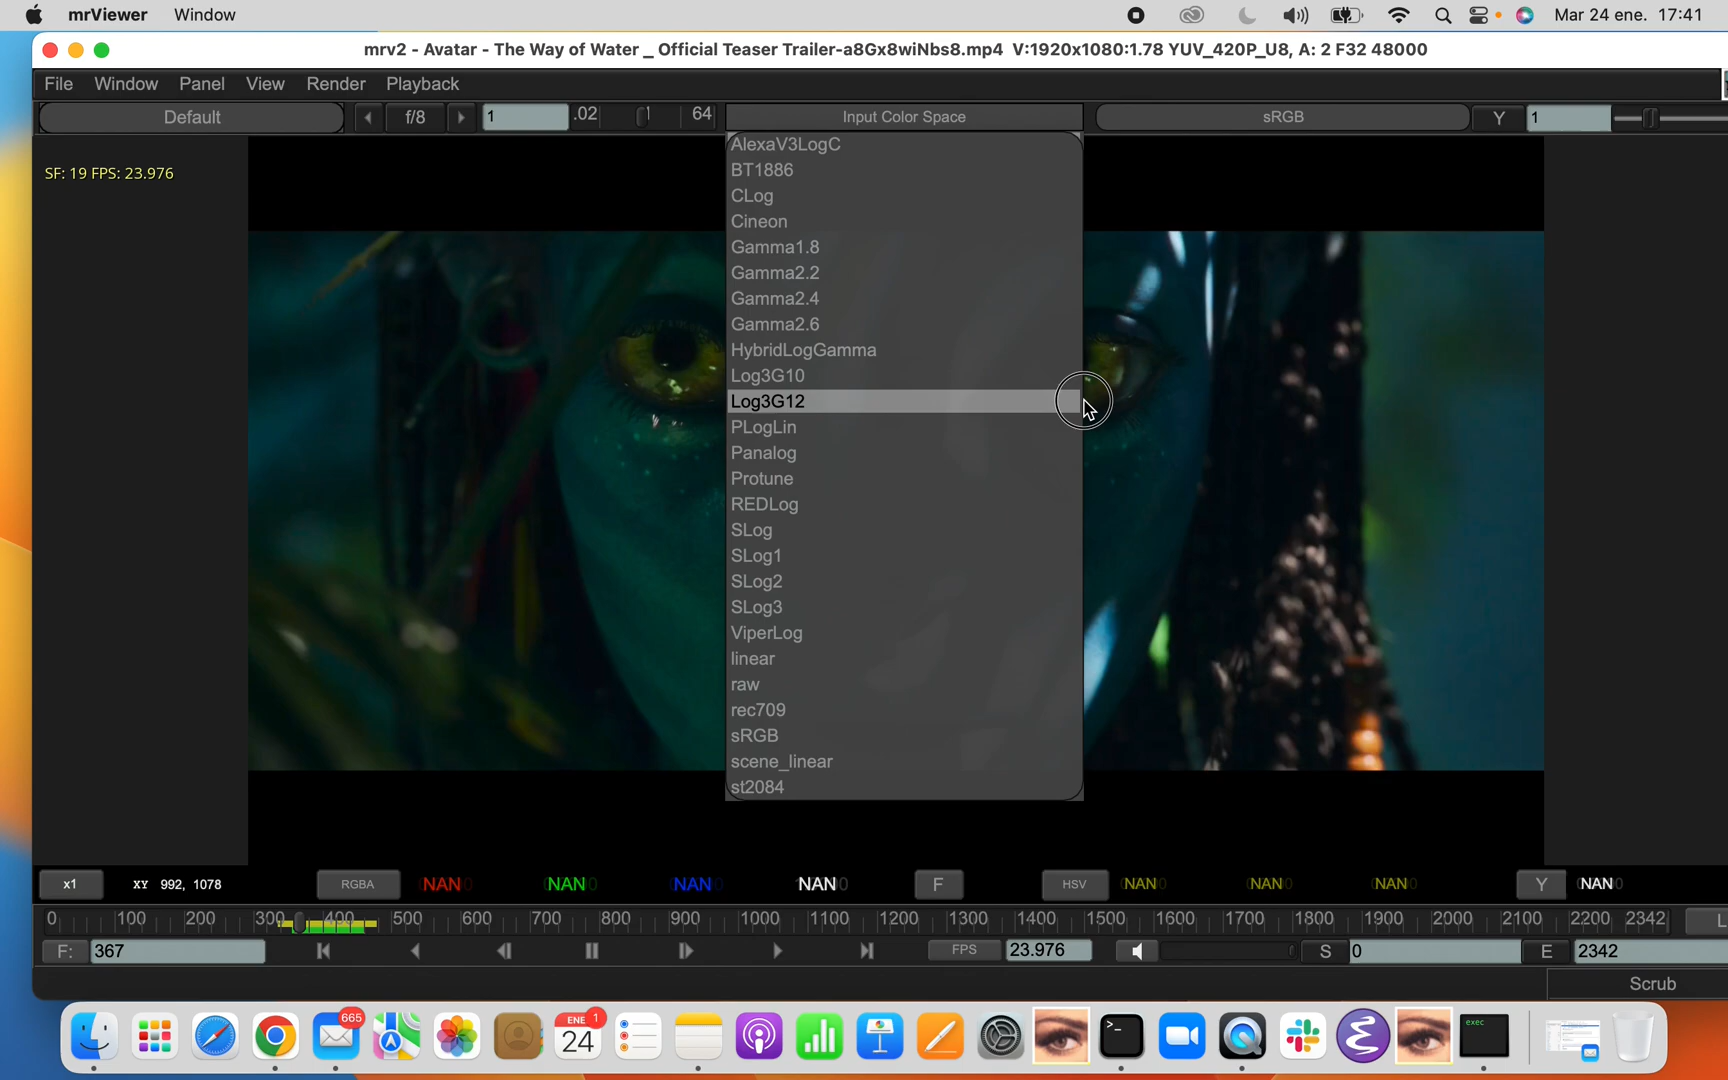 mrViewer Window Mar 24 ene. 17:41
mrv2 - Avatar - The Way of Water _ Official Teaser Trailer-a8Gx8wiNbs8.mp4 V:1920x1080:1.78 YUV_420P_U8, A: 2 F32 48000
File Window Panel View Render Playback
Default f/8 1 .02 1 64 Input Color Space sRGB Y 1
SF: 19 FPS: 23.976
AlexaV3LogC
BT1886
CLog
Cineon
Gamma1.8
Gamma2.2
Gamma2.4
Gamma2.6
HybridLogGamma
Log3G10
Log3G12
PLogLin
Panalog
Protune
REDLog
SLog
SLog1
SLog2
SLog3
ViperLog
linear
raw
rec709
sRGB
scene_linear
st2084
x1 XY 992, 1078 RGBA NAN NAN NAN NAN F HSV NAN NAN NAN Y NAN
0 100 200 300 400 500 600 700 800 900 1000 1100 1200 1300 1400 1500 1600 1700 1800 1900 2000 2100 2200 2342 L
F: 367 FPS 23.976 S 0 E 2342
Scrub
665 ENE 1 24 >_ exec